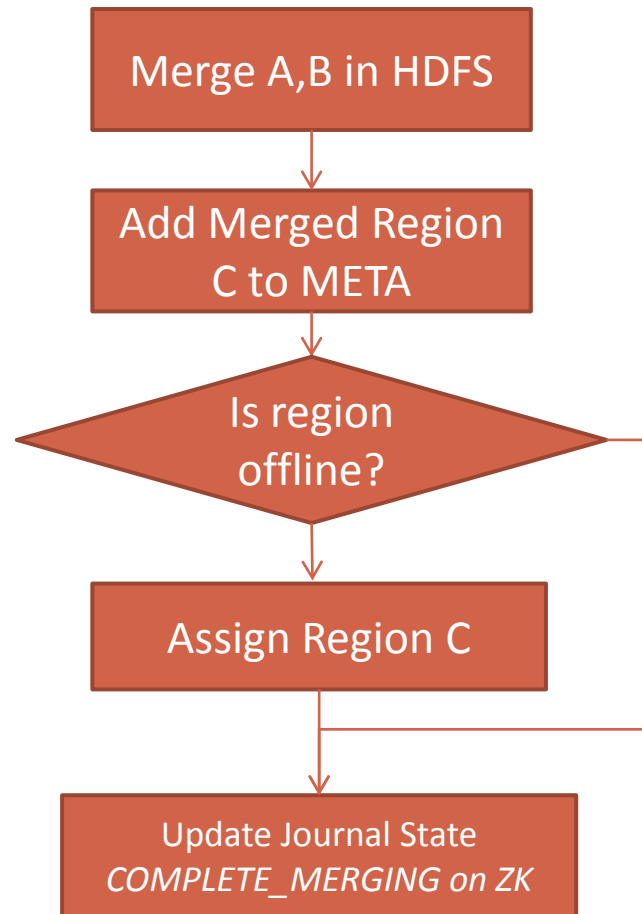 Merge A,B in HDFS
Add Merged Region
C to META
Is region
offline?
Assign Region C
Update Journal State
COMPLETE_MERGING on ZK